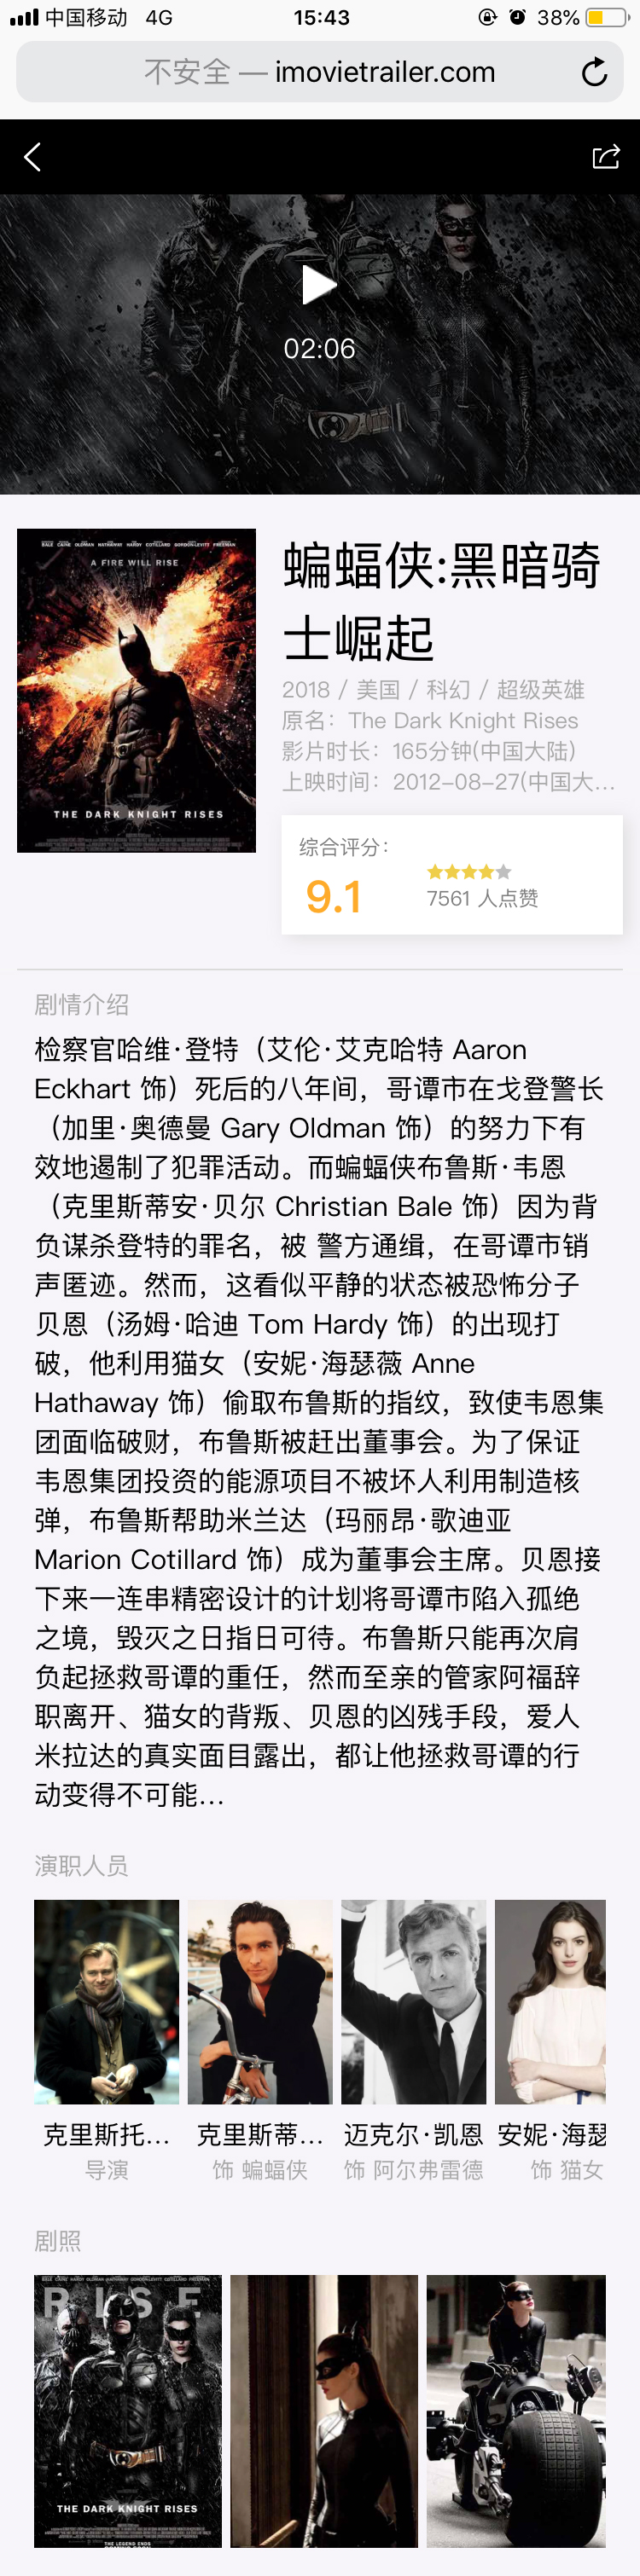 中国移动 4G 15:43 38%
不安全 — imovietrailer.com
02:06
BALE CAINE OLDMAN HATHAWAY HARDY COTILLARD GORDON-LEVITT FREEMAN
A FIRE WILL RISE
THE DARK KNIGHT RISES
蝙蝠侠:黑暗骑
士崛起
2018 / 美国 / 科幻 / 超级英雄
原名：The Dark Knight Rises
影片时长：165分钟(中国大陆)
上映时间：2012-08-27(中国大...
综合评分：
9.1
7561 人点赞
剧情介绍
检察官哈维·登特（艾伦·艾克哈特 Aaron
Eckhart 饰）死后的八年间，哥谭市在戈登警长
（加里·奥德曼 Gary Oldman 饰）的努力下有
效地遏制了犯罪活动。而蝙蝠侠布鲁斯·韦恩
（克里斯蒂安·贝尔 Christian Bale 饰）因为背
负谋杀登特的罪名，被 警方通缉，在哥谭市销
声匿迹。然而，这看似平静的状态被恐怖分子
贝恩（汤姆·哈迪 Tom Hardy 饰）的出现打
破，他利用猫女（安妮·海瑟薇 Anne
Hathaway 饰）偷取布鲁斯的指纹，致使韦恩集
团面临破财，布鲁斯被赶出董事会。为了保证
韦恩集团投资的能源项目不被坏人利用制造核
弹，布鲁斯帮助米兰达（玛丽昂·歌迪亚
Marion Cotillard 饰）成为董事会主席。贝恩接
下来一连串精密设计的计划将哥谭市陷入孤绝
之境，毁灭之日指日可待。布鲁斯只能再次肩
负起拯救哥谭的重任，然而至亲的管家阿福辞
职离开、猫女的背叛、贝恩的凶残手段，爱人
米拉达的真实面目露出，都让他拯救哥谭的行
动变得不可能...
演职人员
克里斯托... 克里斯蒂... 迈克尔·凯恩 安妮·海瑟
导演 饰 蝙蝠侠 饰 阿尔弗雷德 饰 猫女
剧照
RISE
THE DARK KNIGHT RISES
THE LEGEND ENDS